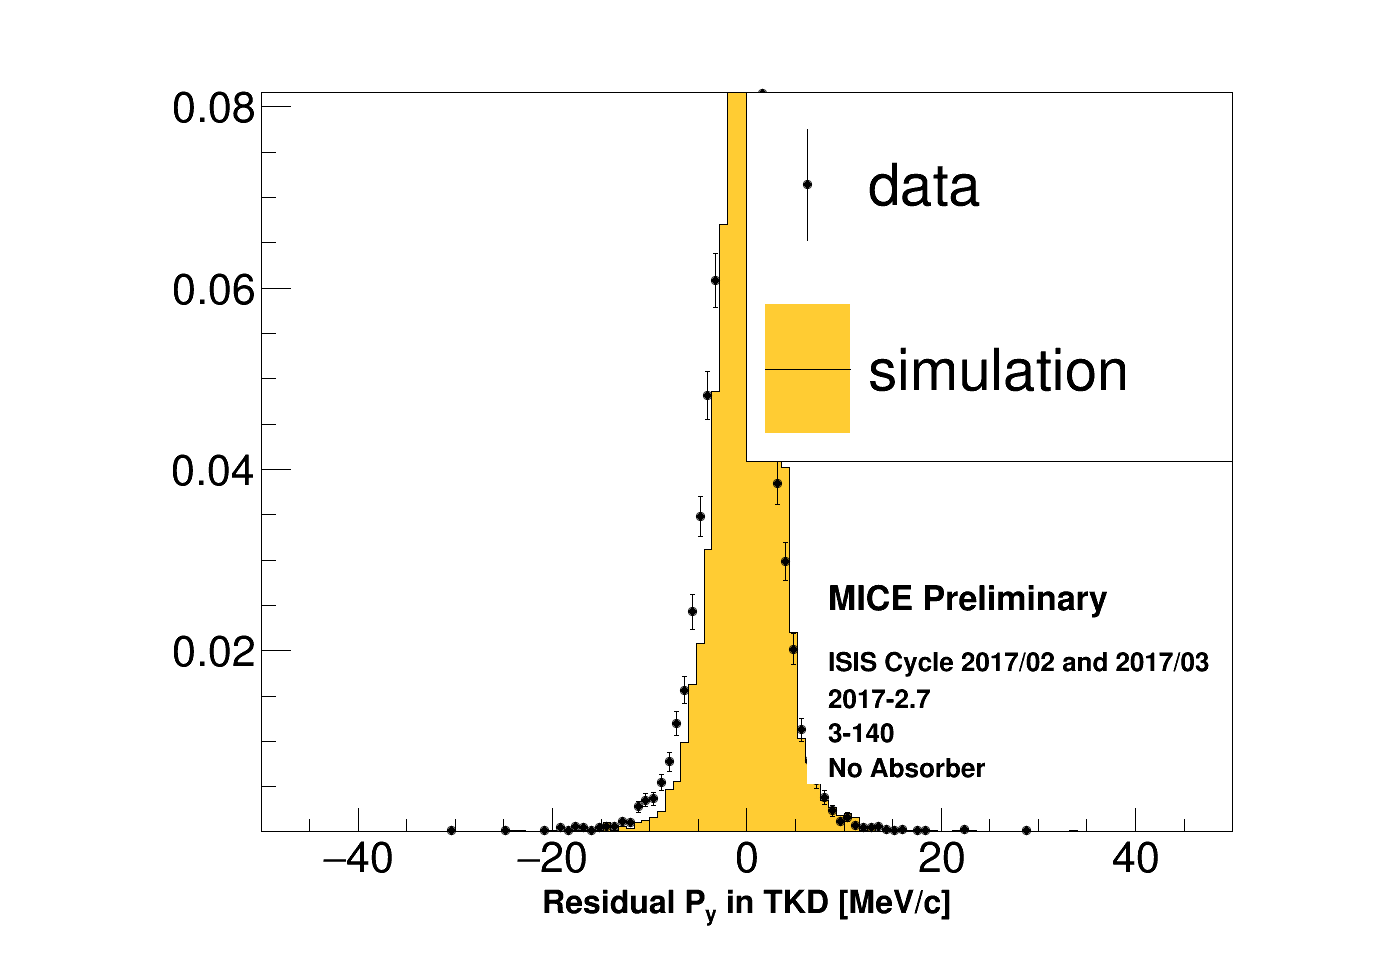 0.08
data
0.06
simulation
0.04
MICE Preliminary
0.02
ISIS Cycle 2017/02 and 2017/03
2017-2.7
3-140
No Absorber
−40 −20 0 20 40
Residual Py in TKD [MeV/c]